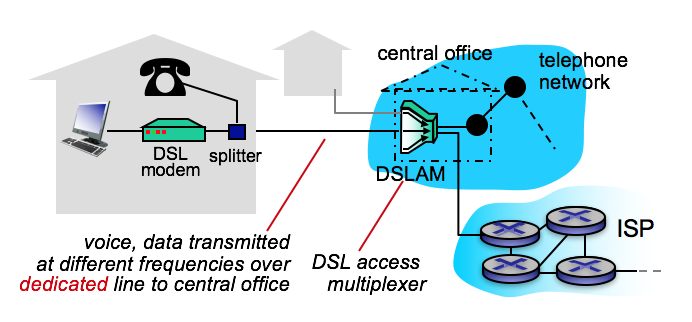 central office
telephone
network
DSL
modem
splitter
DSLAM
voice, data transmitted
at different frequencies over
dedicated line to central office
DSL access
multiplexer
ISP